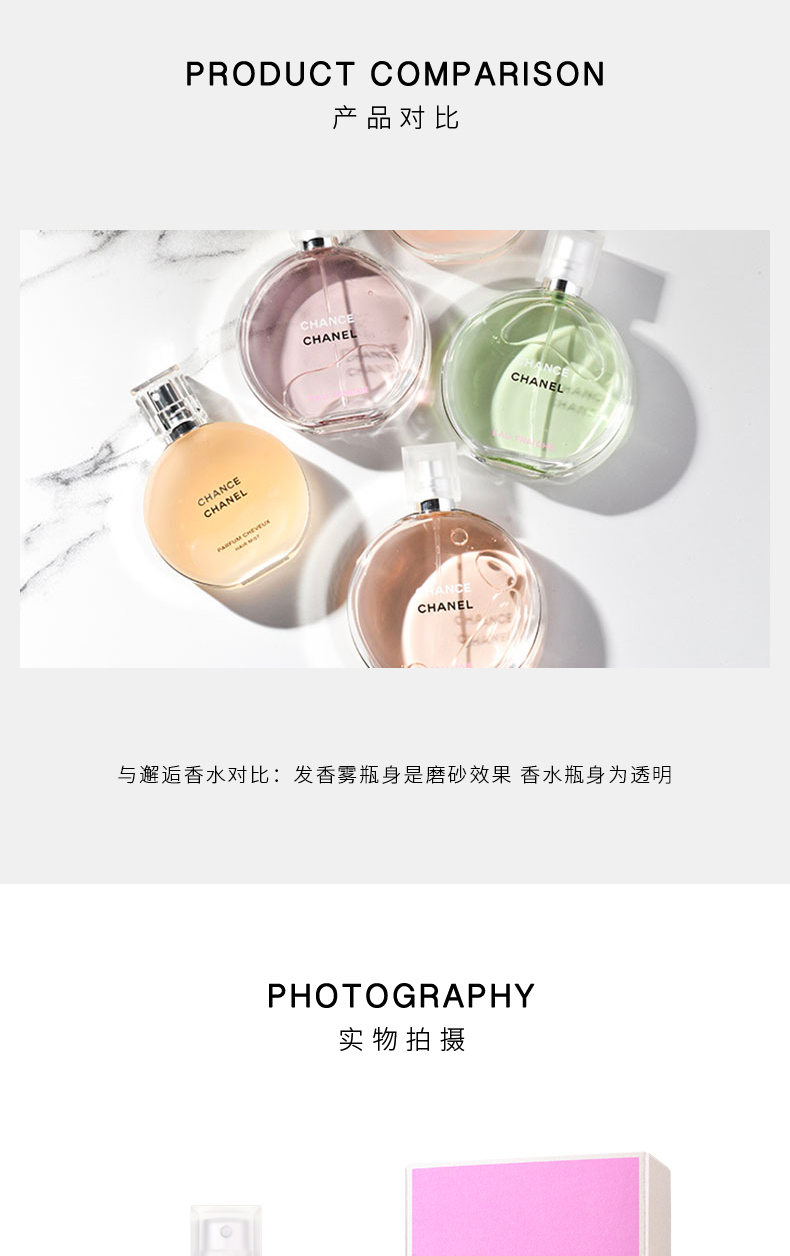 PRODUCT COMPARISON
产品对比
CHANCE
CHANEL
CHANCE
CHANEL
CHANCE
CHANEL
PARFUM CHEVEUX
HAIR MIST
CHANCE
CHANEL
与邂逅香水对比：发香雾瓶身是磨砂效果 香水瓶身为透明
PHOTOGRAPHY
实物拍摄